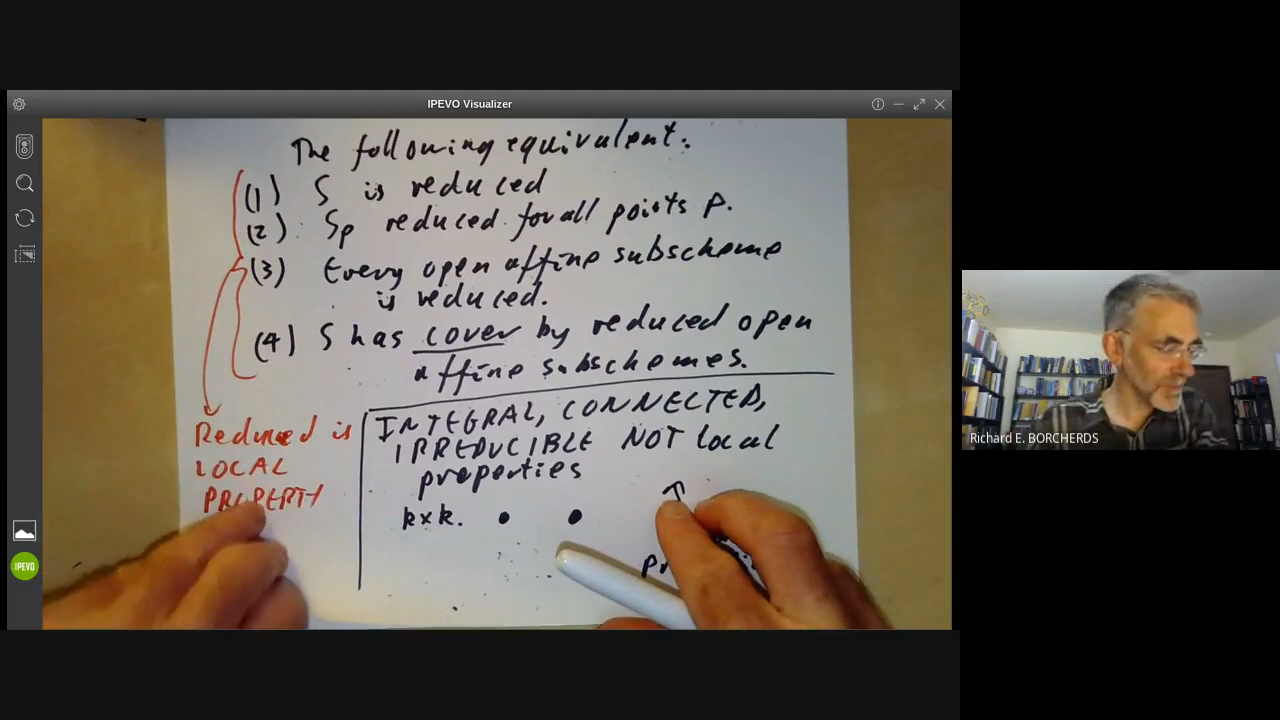 IPEVO Visualizer
The following equivalent:
(1) S is reduced
(2) Sp reduced for all points p.
(3) Every open affine subscheme
is reduced.
(4) S has cover by reduced open
affine subschemes.
Reduced is
LOCAL
PROPERTY
INTEGRAL, CONNECTED,
IRREDUCIBLE NOT local
properties
k×k.
IPEVO
Richard E. BORCHERDS